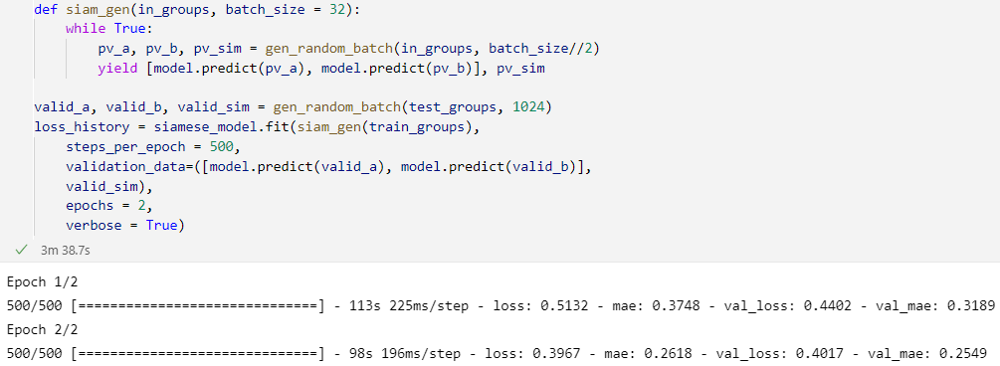 def siam_gen(in_groups, batch_size = 32):
    while True:
        pv_a, pv_b, pv_sim = gen_random_batch(in_groups, batch_size//2)
        yield [model.predict(pv_a), model.predict(pv_b)], pv_sim
valid_a, valid_b, valid_sim = gen_random_batch(test_groups, 1024)
loss_history = siamese_model.fit(siam_gen(train_groups),
    steps_per_epoch = 500,
    validation_data=([model.predict(valid_a), model.predict(valid_b)],
    valid_sim),
    epochs = 2,
    verbose = True)
✓ 3m 38.7s
Epoch 1/2
500/500 [==============================] - 113s 225ms/step - loss: 0.5132 - mae: 0.3748 - val_loss: 0.4402 - val_mae: 0.3189
Epoch 2/2
500/500 [==============================] - 98s 196ms/step - loss: 0.3967 - mae: 0.2618 - val_loss: 0.4017 - val_mae: 0.2549